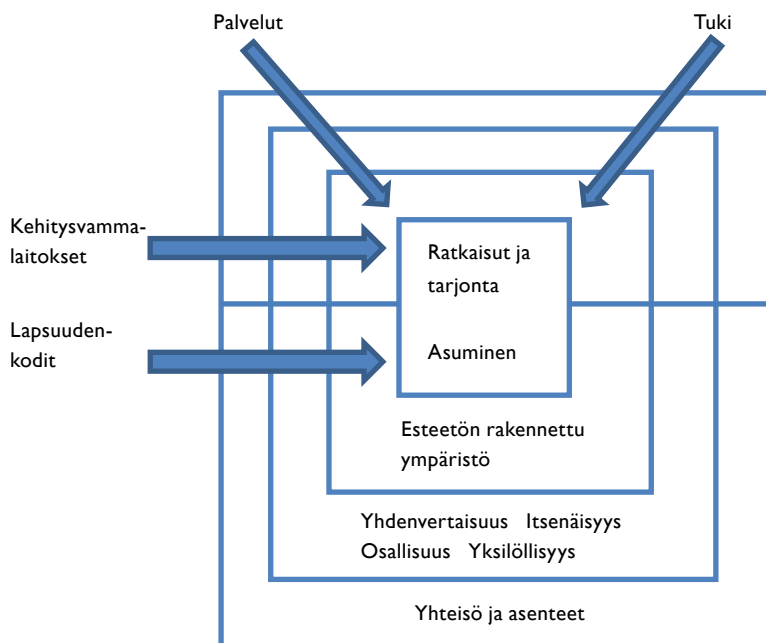 Palvelut
Tuki
Kehitysvamma-
laitokset
Ratkaisut ja
tarjonta
Lapsuuden-
kodit
Asuminen
Esteetön rakennettu
ympäristö
Yhdenvertaisuus Itsenäisyys
Osallisuus Yksilöllisyys
Yhteisö ja asenteet